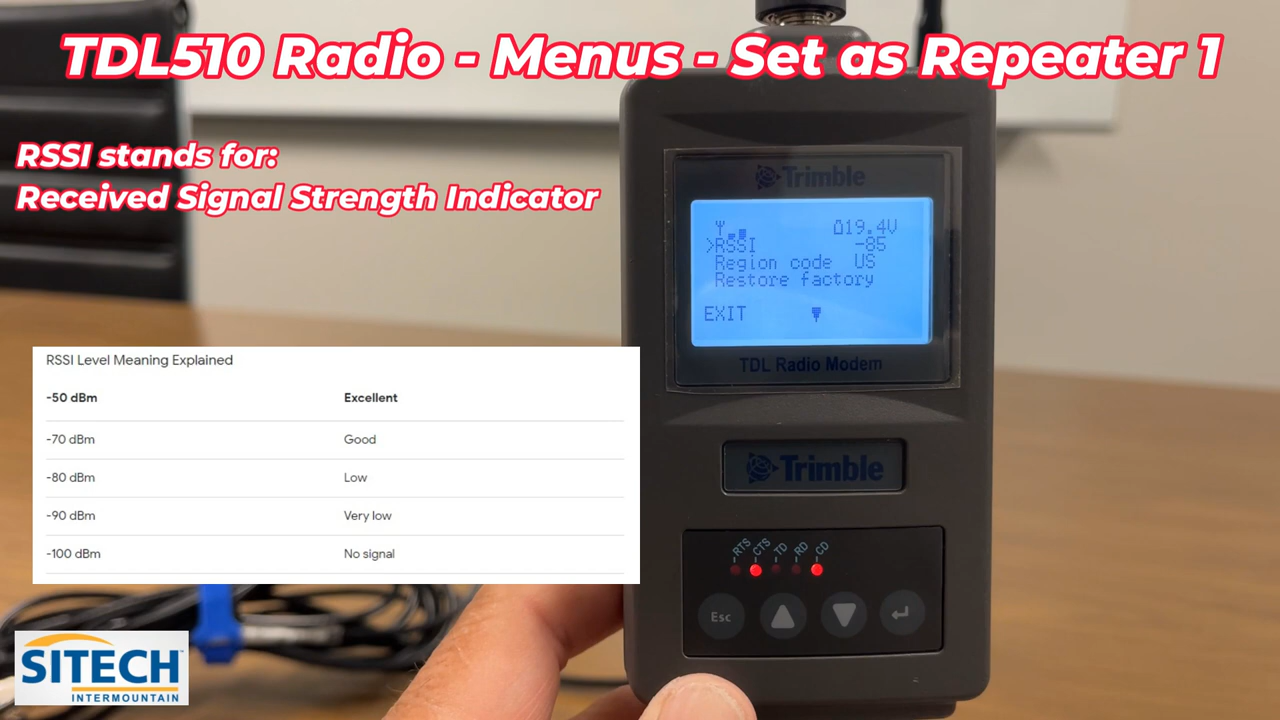 TDL510 Radio - Menus - Set as Repeater 1
RSSI stands for:
Received Signal Strength Indicator
Trimble
19.4V
>RSSI -85
Region code US
Restore factory
EXIT
TDL Radio Modem
RSSI Level Meaning Explained
-50 dBm Excellent
-70 dBm Good
-80 dBm Low
-90 dBm Very low
-100 dBm No signal
Trimble
RTS CTS TD RD CD
Esc
SITECH
INTERMOUNTAIN